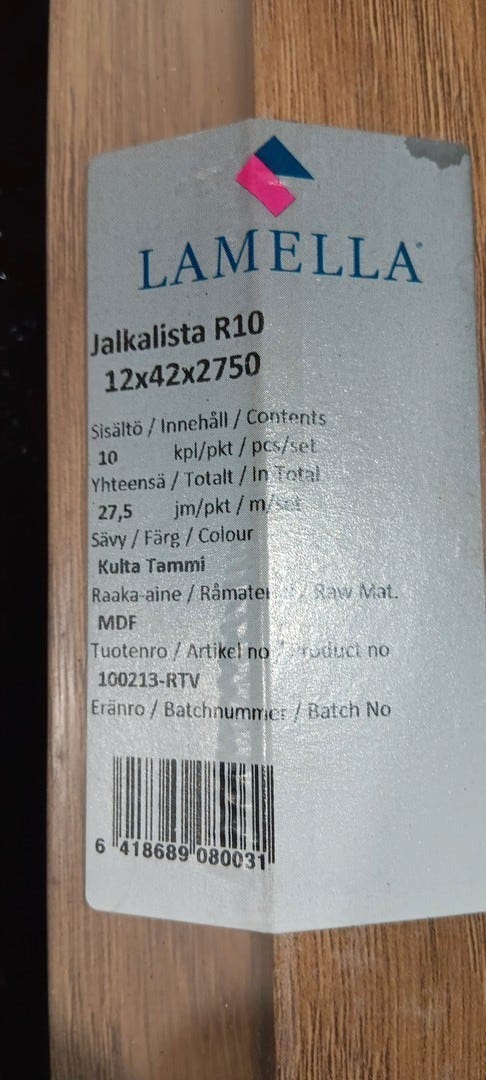 LAMELLA
Jalkalista R10
12x42x2750
Sisältö / Innehåll / Contents
10 kpl/pkt / pcs/set
Yhteensä / Totalt / In Total
27,5 jm/pkt / m/set
Sävy / Färg / Colour
Kulta Tammi
Raaka-aine / Råmaterial / Raw Mat.
MDF
Tuotenro / Artikel no / Product no
100213-RTV
Eränro / Batchnummer / Batch No
6 418689 080031